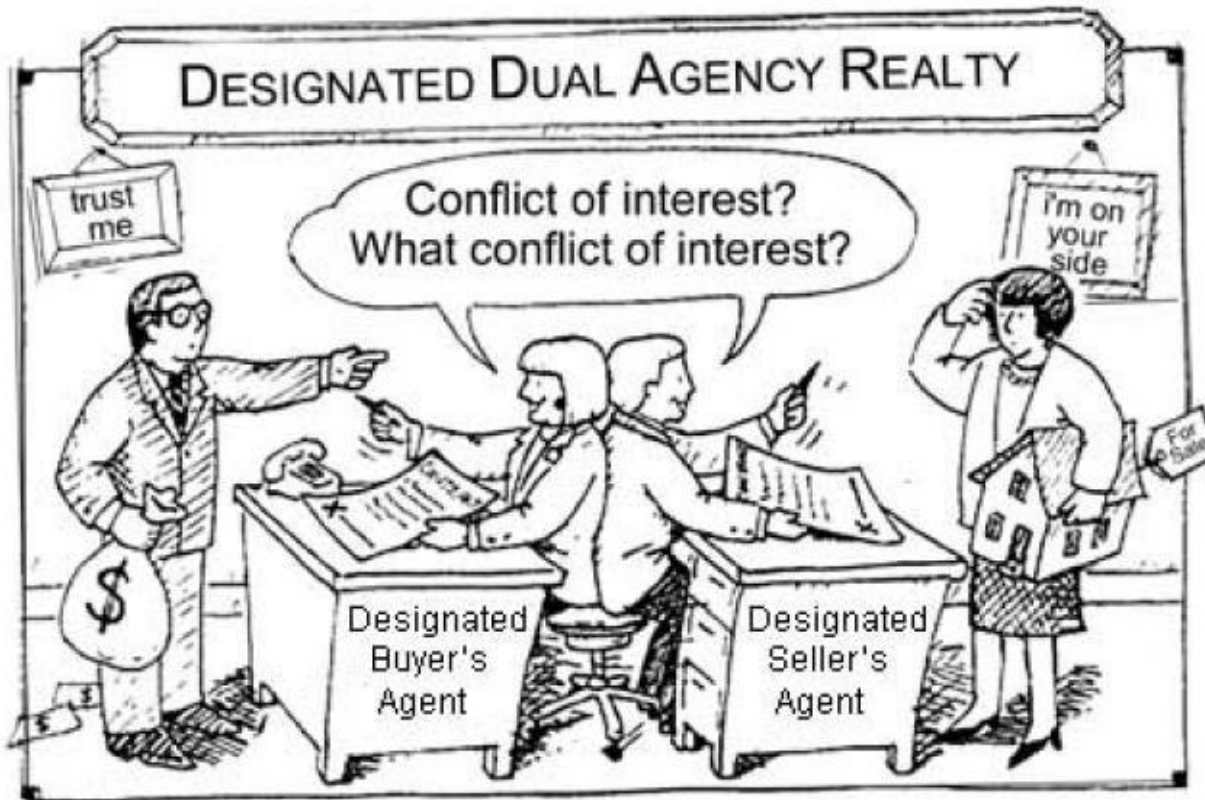 DESIGNATED DUAL AGENCY REALTY
trust
me
Conflict of interest?
What conflict of interest?
i'm on
your
side
For
Sale
$
$
$
X
X
Designated
Buyer's
Agent
Designated
Seller's
Agent